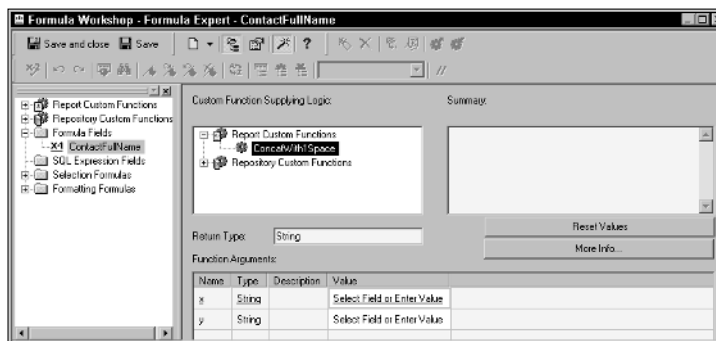 Formula Workshop - Formula Expert - ContactFullName
Save and close Save
Report Custom Functions
Repository Custom Functions
Formula Fields
ContactFullName
SQL Expression Fields
Selection Formulas
Formatting Formulas
Custom Function Supplying Logic:
Report Custom Functions
ConcatWith1Space
Repository Custom Functions
Summary:
Reset Values
More Info...
Return Type: String
Function Arguments:
Name Type Description Value
x String Select Field or Enter Value
y String Select Field or Enter Value